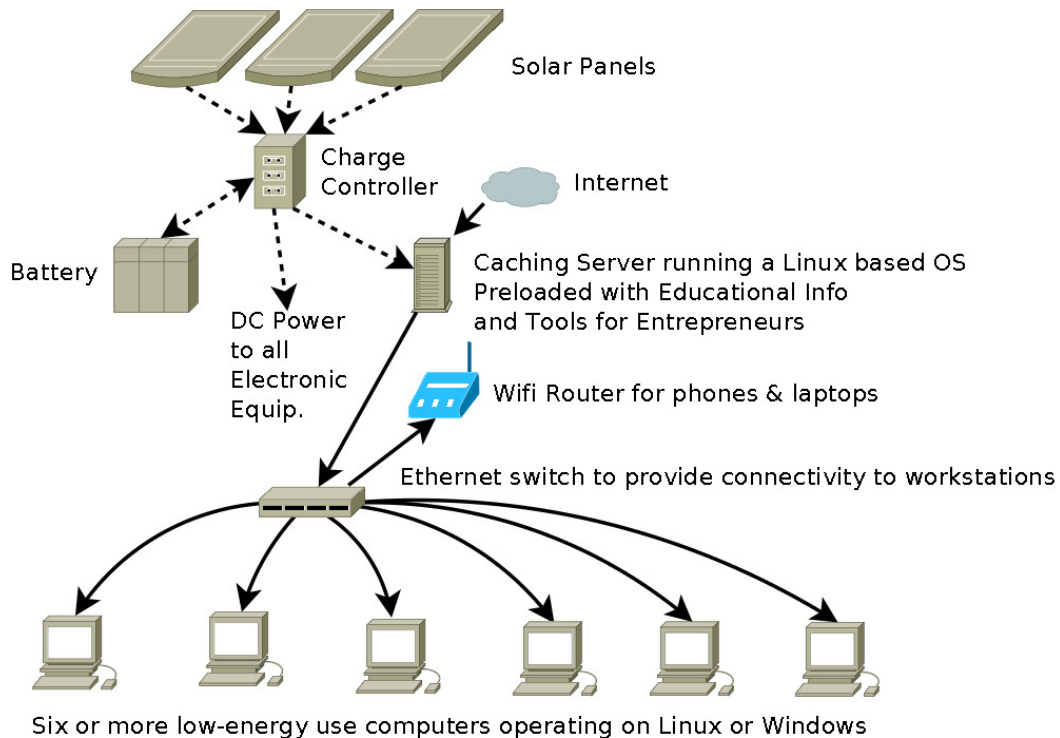 Solar Panels
Charge
Controller
Internet
Battery
Caching Server running a Linux based OS
Preloaded with Educational Info
and Tools for Entrepreneurs
DC Power
to all
Electronic
Equip.
Wifi Router for phones & laptops
Ethernet switch to provide connectivity to workstations
Six or more low-energy use computers operating on Linux or Windows